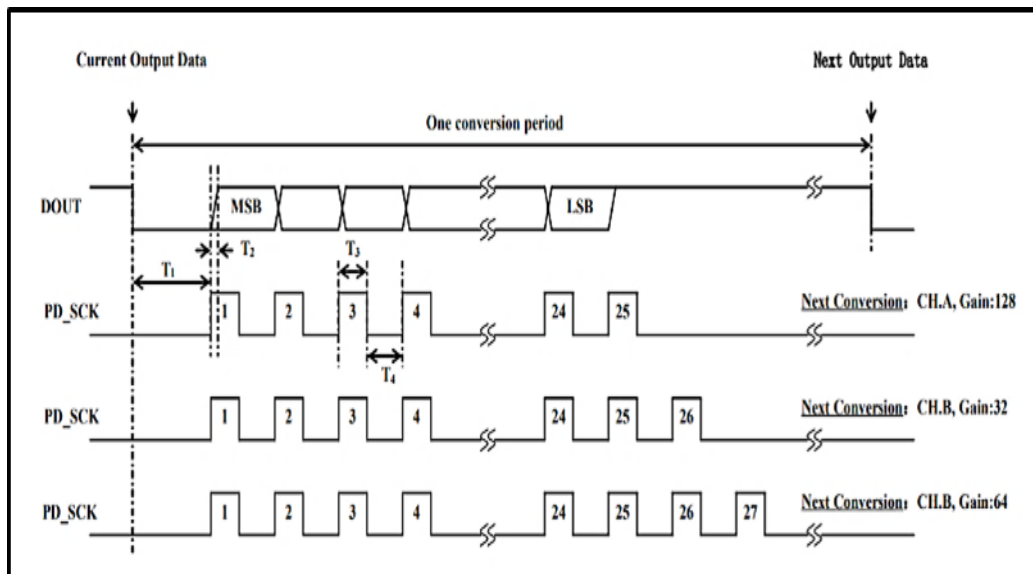 Current Output Data
Next Output Data
One conversion period
DOUT
MSB
LSB
T2
T3
T1
PD_SCK
1 2 3 4 24 25
Next Conversion: CH.A, Gain:128
T4
PD_SCK
1 2 3 4 24 25 26
Next Conversion: CH.B, Gain:32
PD_SCK
1 2 3 4 24 25 26 27
Next Conversion: CH.B, Gain:64